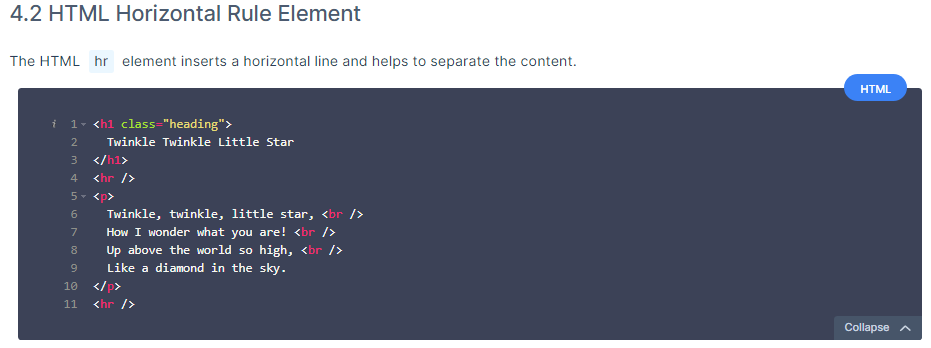 4.2 HTML Horizontal Rule Element
The HTML hr element inserts a horizontal line and helps to separate the content.
HTML
i 1 <h1 class="heading">
2   Twinkle Twinkle Little Star
3 </h1>
4 <hr />
5 <p>
6   Twinkle, twinkle, little star, <br />
7   How I wonder what you are! <br />
8   Up above the world so high, <br />
9   Like a diamond in the sky.
10 </p>
11 <hr />
Collapse